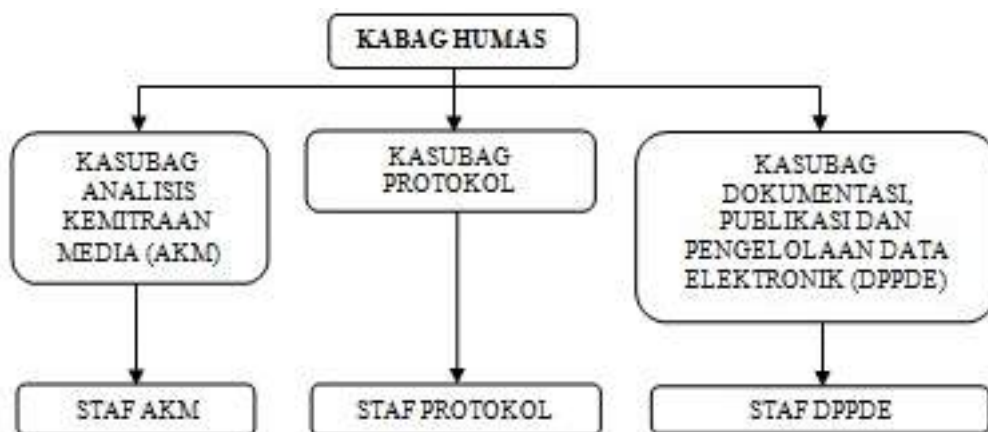 KABAG HUMAS
KASUBAG
ANALISIS
KEMITRAAN
MEDIA (AKM)
KASUBAG
PROTOKOL
KASUBAG
DOKUMENTASI,
PUBLIKASI DAN
PENGELOLAAN DATA
ELEKTRONIK (DPPDE)
STAF AKM
STAF PROTOKOL
STAF DPPDE